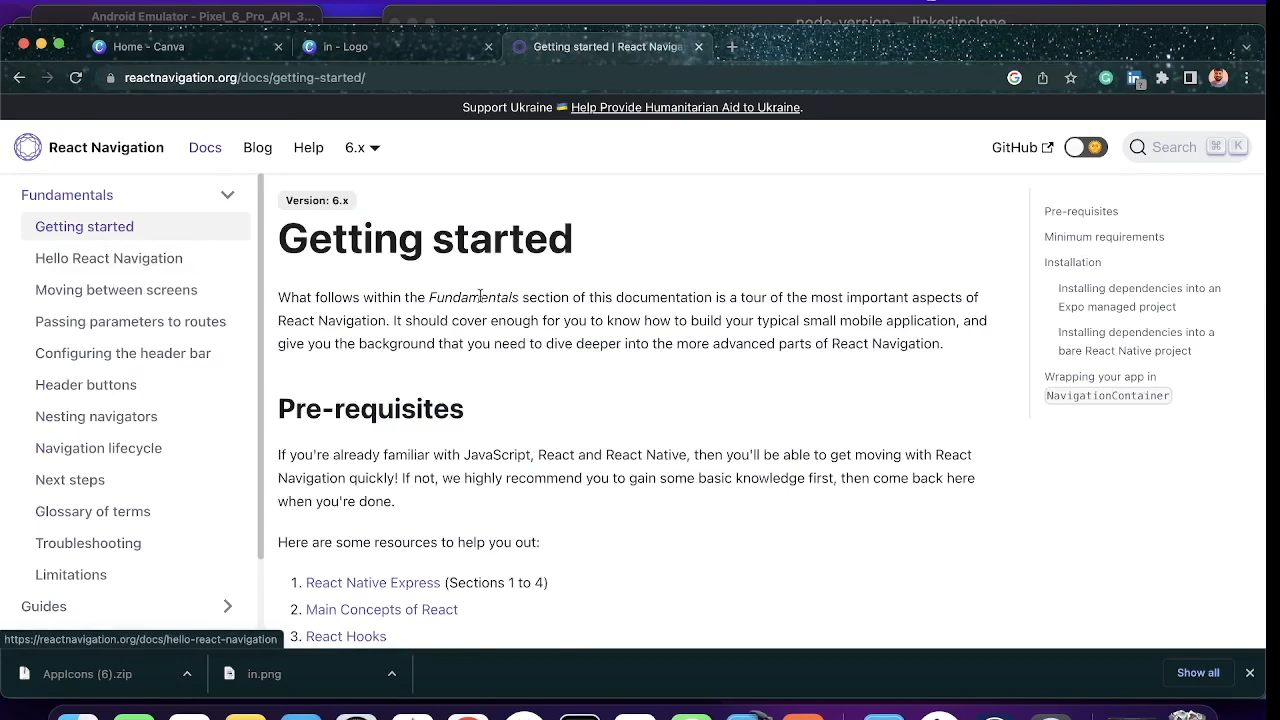 Android Emulator - Pixel_6_Pro_API_3...
node-version — linkedinclone
Home - Canva
in - Logo
Getting started | React Naviga
reactnavigation.org/docs/getting-started/
Support Ukraine 🇺🇦 Help Provide Humanitarian Aid to Ukraine.
React Navigation
Docs
Blog
Help
6.x
GitHub
Search
⌘
K
Fundamentals
Getting started
Hello React Navigation
Moving between screens
Passing parameters to routes
Configuring the header bar
Header buttons
Nesting navigators
Navigation lifecycle
Next steps
Glossary of terms
Troubleshooting
Limitations
Guides
https://reactnavigation.org/docs/hello-react-navigation
Version: 6.x
Getting started
What follows within the Fundamentals section of this documentation is a tour of the most important aspects of
React Navigation. It should cover enough for you to know how to build your typical small mobile application, and
give you the background that you need to dive deeper into the more advanced parts of React Navigation.
Pre-requisites
If you're already familiar with JavaScript, React and React Native, then you'll be able to get moving with React
Navigation quickly! If not, we highly recommend you to gain some basic knowledge first, then come back here
when you're done.
Here are some resources to help you out:
1. React Native Express (Sections 1 to 4)
2. Main Concepts of React
3. React Hooks
Pre-requisites
Minimum requirements
Installation
Installing dependencies into an
Expo managed project
Installing dependencies into a
bare React Native project
Wrapping your app in
NavigationContainer
AppIcons (6).zip
in.png
Show all